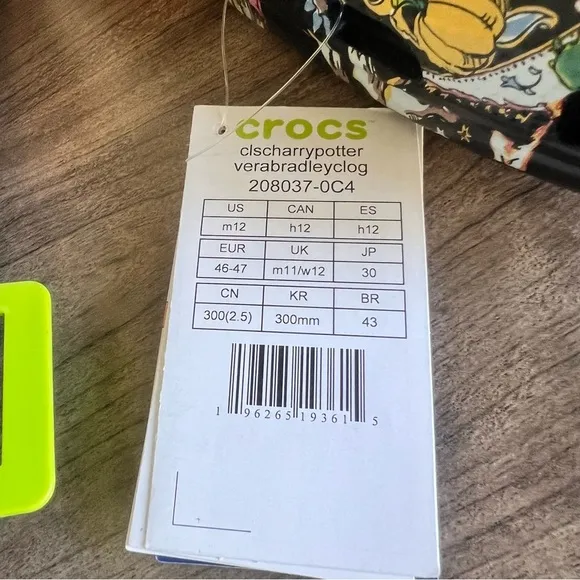 crocs™
clscharrypotter
verabradleyclog
208037-0C4
US CAN ES
m12 h12 h12
EUR UK JP
46-47 m11/w12 30
CN KR BR
300(2.5) 300mm 43
1 96265 19361 5